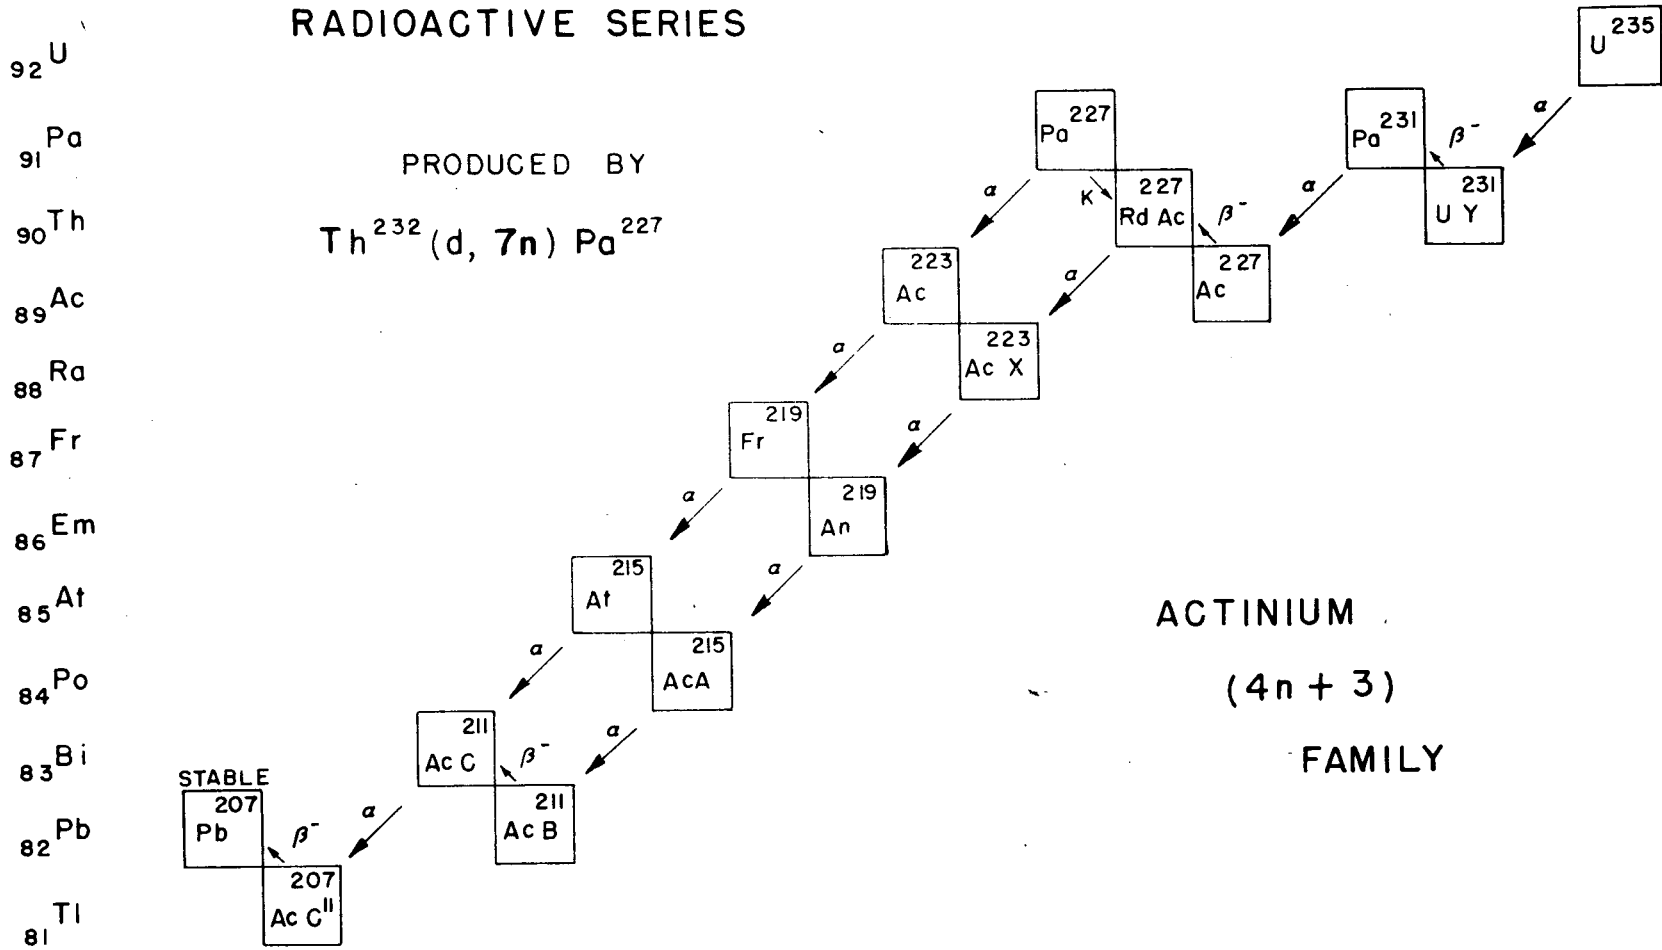 RADIOACTIVE SERIES
PRODUCED BY
Th²³² (d, 7n) Pa²²⁷
₉₂U
₉₁Pa
₉₀Th
₈₉Ac
₈₈Ra
₈₇Fr
₈₆Em
₈₅At
₈₄Po
₈₃Bi
₈₂Pb
₈₁Tl
U²³⁵
α
Pa²³¹
β⁻
231
U Y
α
Pa²²⁷
K
227
Rd Ac
β⁻
227
Ac
α
α
223
Ac
223
Ac X
α
α
219
Fr
219
An
α
α
215
At
215
AcA
α
α
211
Ac C
β⁻
211
Ac B
α
STABLE
207
Pb
β⁻
207
Ac C"
ACTINIUM
(4n + 3)
FAMILY